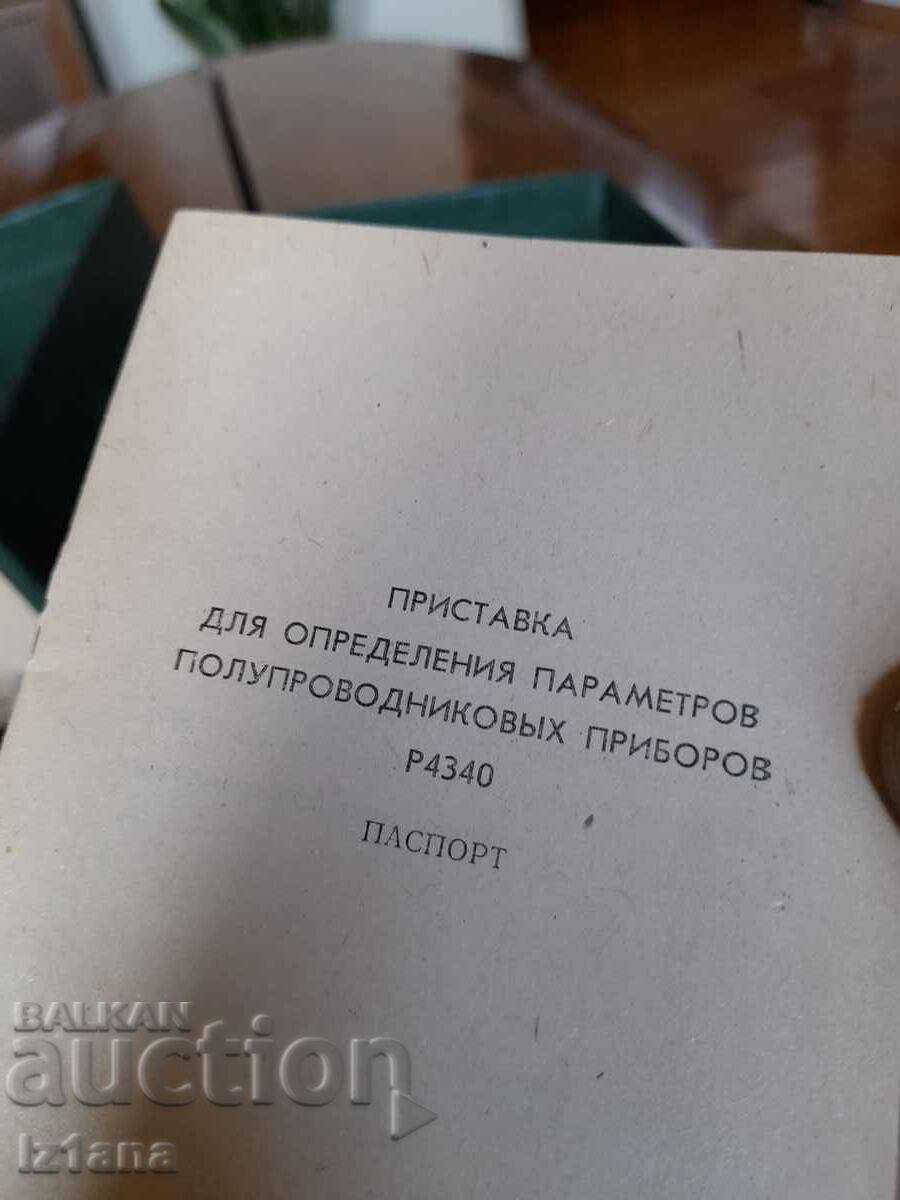 ПРИСТАВКА
ДЛЯ ОПРЕДЕЛЕНИЯ ПАРАМЕТРОВ
ПОЛУПРОВОДНИКОВЫХ ПРИБОРОВ
Р4340
ПАСПОРТ
BALKAN
auction
Iz1ana